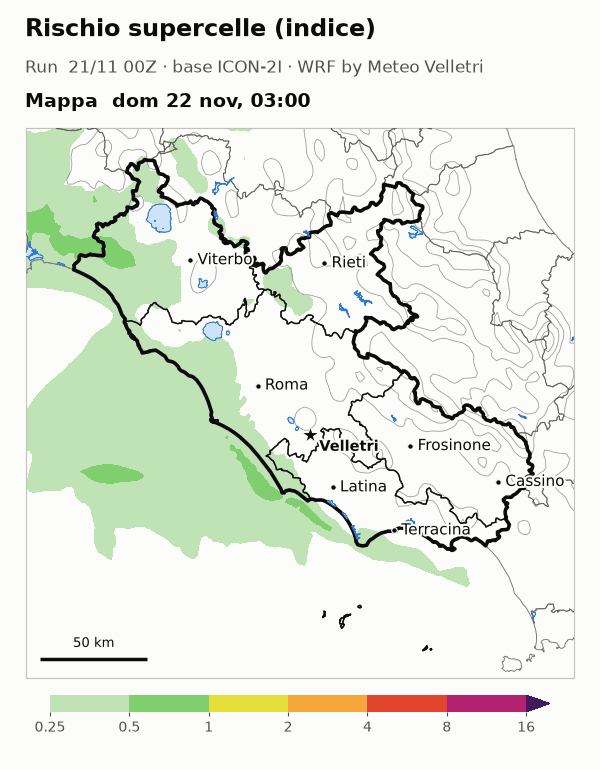 Rischio supercelle (indice)
Run 21/11 00Z · base ICON-2I · WRF by Meteo Velletri
Mappa dom 22 nov, 03:00
Viterbo
Rieti
Roma
Velletri
Frosinone
Cassino
Latina
Terracina
50 km
0.25 0.5 1 2 4 8 16